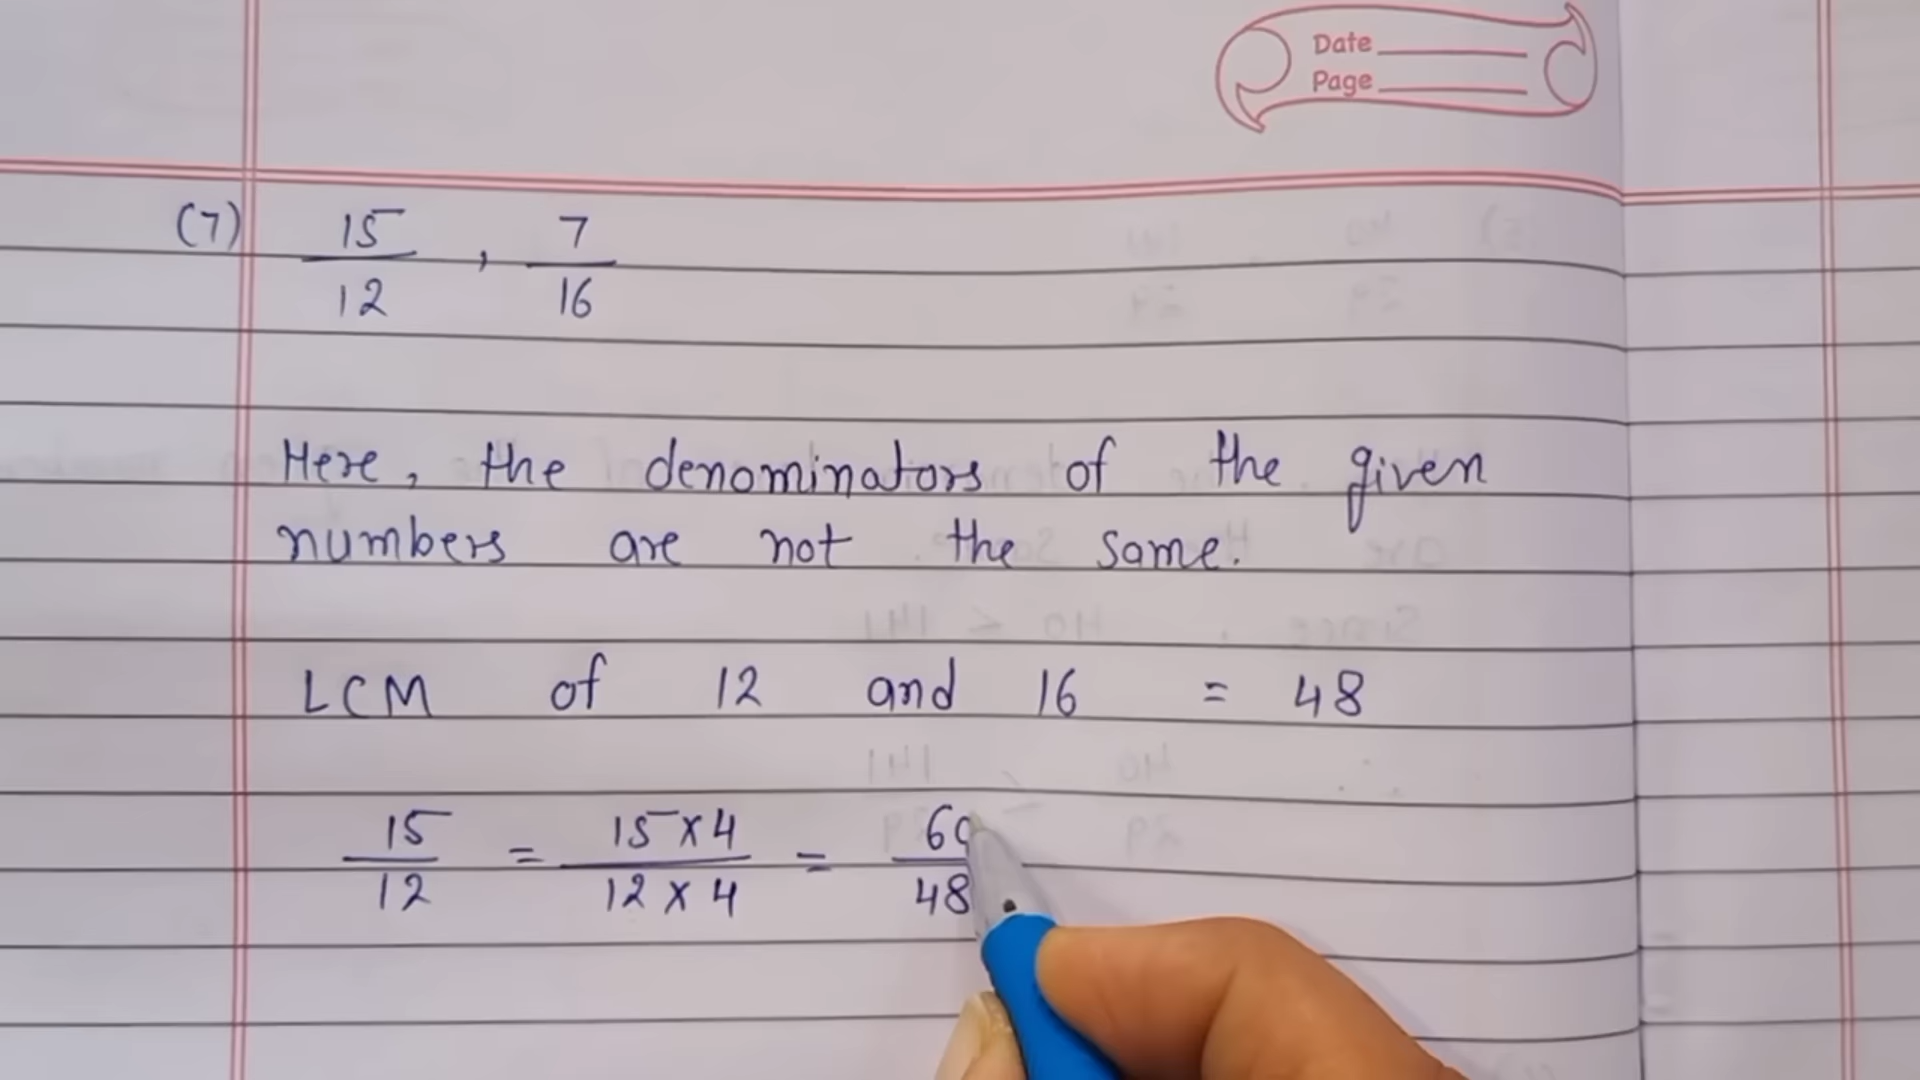 Date
Page
(7) 15/12 , 7/16
Here, the denominators of the given
numbers are not the same.
LCM of 12 and 16 = 48
15/12 = 15 × 4/12 × 4 = 60/48